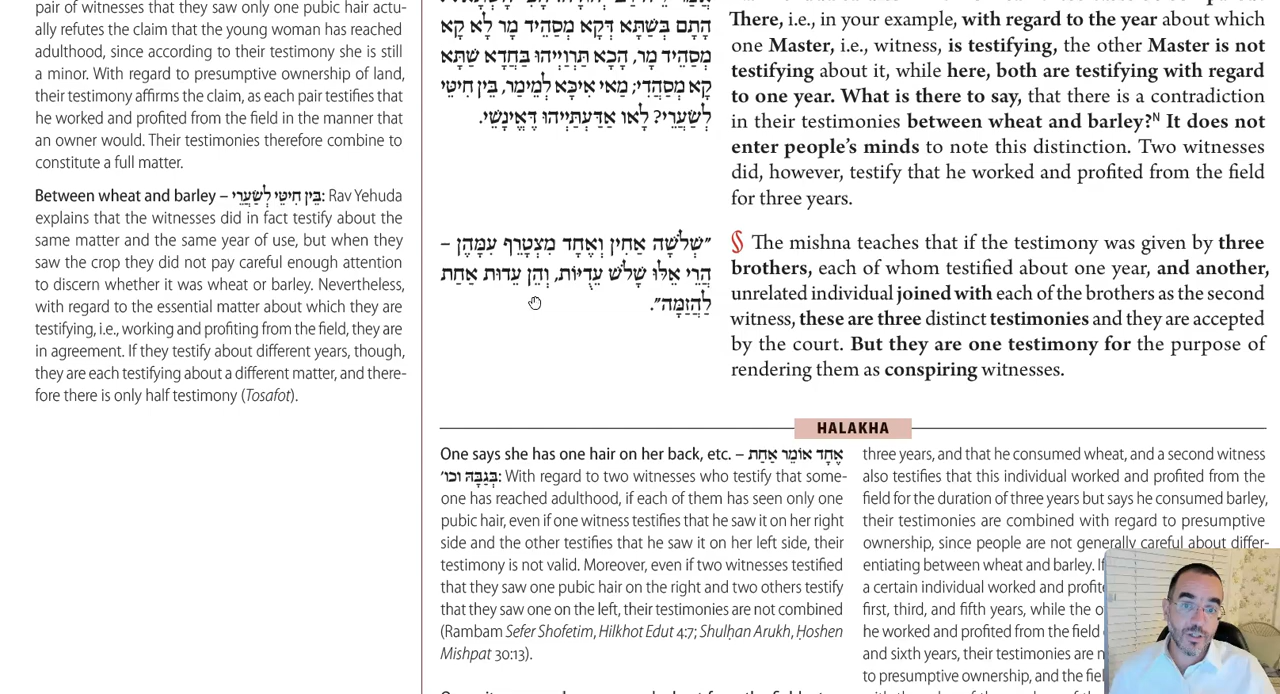 pair of witnesses that they saw only one pubic hair actu-
ally refutes the claim that the young woman has reached
adulthood, since according to their testimony she is still
a minor. With regard to presumptive ownership of land,
their testimony affirms the claim, as each pair testifies that
he worked and profited from the field in the manner that
an owner would. Their testimonies therefore combine to
constitute a full matter.
Between wheat and barley – בֵּין חִיטֵּי לִשְׂעָרֵי: Rav Yehuda
explains that the witnesses did in fact testify about the
same matter and the same year of use, but when they
saw the crop they did not pay careful enough attention
to discern whether it was wheat or barley. Nevertheless,
with regard to the essential matter about which they are
testifying, i.e., working and profiting from the field, they are
in agreement. If they testify about different years, though,
they are each testifying about a different matter, and there-
fore there is only half testimony (Tosafot).
הָתָם בְּשַׁתָּא דְּקָא מַסְהֵיד מָר לָא קָא
מַסְהֵיד מָר, הָכָא תַּרְוַיְיהוּ בַּחֲדָא שַׁתָּא
קָא מַסְהֲדִי; מַאי אִיכָּא לְמֵימַר, בֵּין חִיטֵּי
לִשְׂעָרֵי? לָאו אַדַּעְתַּיְיהוּ דֶּאֱינָשֵׁי.
"שְׁלֹשָׁה אַחִין וְאֶחָד מִצְטָרֵף עִמָּהֶן –
הֲרֵי אֵלּוּ שָׁלֹשׁ עֵדֻיּוֹת, וְהֵן עֵדוּת אַחַת
לַהֲזָמָה".
There, i.e., in your example, with regard to the year about which
one Master, i.e., witness, is testifying, the other Master is not
testifying about it, while here, both are testifying with regard
to one year. What is there to say, that there is a contradiction
in their testimonies between wheat and barley?N It does not
enter people's minds to note this distinction. Two witnesses
did, however, testify that he worked and profited from the field
for three years.
§ The mishna teaches that if the testimony was given by three
brothers, each of whom testified about one year, and another,
unrelated individual joined with each of the brothers as the second
witness, these are three distinct testimonies and they are accepted
by the court. But they are one testimony for the purpose of
rendering them as conspiring witnesses.
HALAKHA
One says she has one hair on her back, etc. – אֶחָד אוֹמֵר אַחַת
בְּגַבָּהּ וכו׳: With regard to two witnesses who testify that some-
one has reached adulthood, if each of them has seen only one
pubic hair, even if one witness testifies that he saw it on her right
side and the other testifies that he saw it on her left side, their
testimony is not valid. Moreover, even if two witnesses testified
that they saw one pubic hair on the right and two others testify
that they saw one on the left, their testimonies are not combined
(Rambam Sefer Shofetim, Hilkhot Edut 4:7; Shulḥan Arukh, Ḥoshen
Mishpat 30:13).
three years, and that he consumed wheat, and a second witness
also testifies that this individual worked and profited from the
field for the duration of three years but says he consumed barley,
their testimonies are combined with regard to presumptive
ownership, since people are not generally careful about differ-
entiating between wheat and barley.
a certain individual worked and
first, third, and fifth years, while the
he worked and profited from the field
and sixth years, their testimonies are
to presumptive ownership, and the